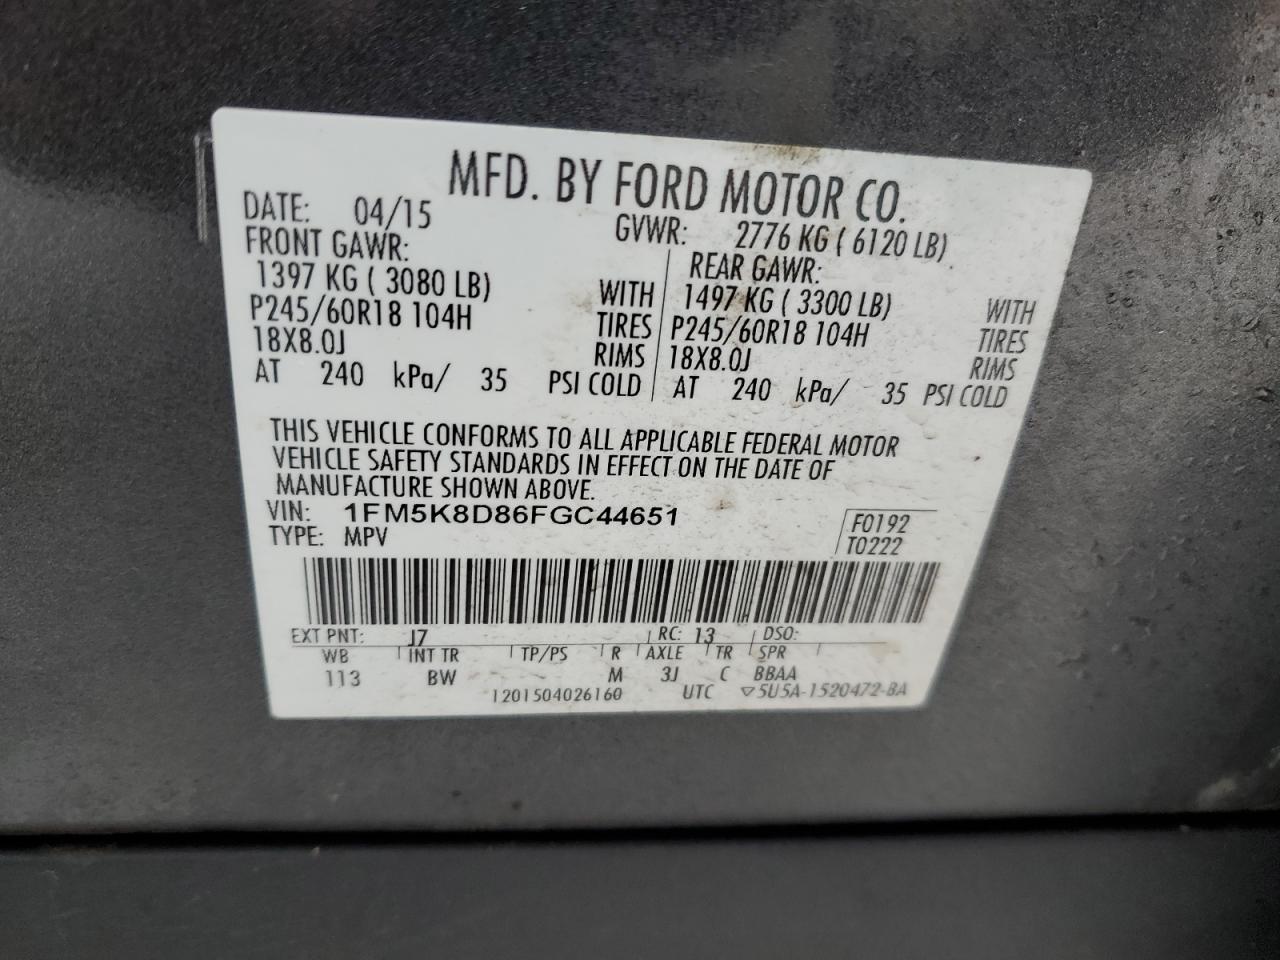 MFD. BY FORD MOTOR CO.
DATE: 04/15 GVWR: 2776 KG ( 6120 LB)
FRONT GAWR: REAR GAWR:
1397 KG ( 3080 LB) WITH 1497 KG ( 3300 LB) WITH
P245/60R18 104H TIRES P245/60R18 104H TIRES
18X8.0J RIMS 18X8.0J RIMS
AT 240 kPa/ 35 PSI COLD AT 240 kPa/ 35 PSI COLD
THIS VEHICLE CONFORMS TO ALL APPLICABLE FEDERAL MOTOR
VEHICLE SAFETY STANDARDS IN EFFECT ON THE DATE OF
MANUFACTURE SHOWN ABOVE.
VIN: 1FM5K8D86FGC44651 F0192
TYPE: MPV T0222
EXT PNT: J7 RC: 13 DSO:
WB INT TR TP/PS R AXLE TR SPR
113 BW M 3J C BBAA
1201504026160 UTC ▽5U5A-1520472-BA